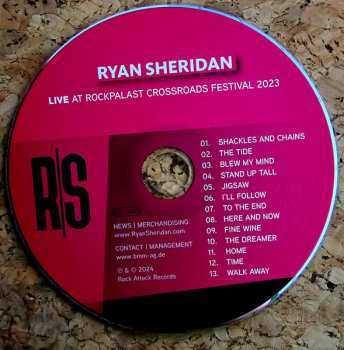 RYAN SHERIDAN
LIVE AT ROCKPALAST CROSSROADS FESTIVAL 2023
R|S
01. SHACKLES AND CHAINS
02. THE TIDE
03. BLEW MY MIND
04. STAND UP TALL
05. JIGSAW
06. I'LL FOLLOW
07. TO THE END
08. HERE AND NOW
09. FINE WINE
10. THE DREAMER
11. HOME
12. TIME
13. WALK AWAY
NEWS | MERCHANDISING
www.RyanSheridan.com
CONTACT | MANAGEMENT
www.bmm-ag.de
℗ & © 2024
Rock Attack Records